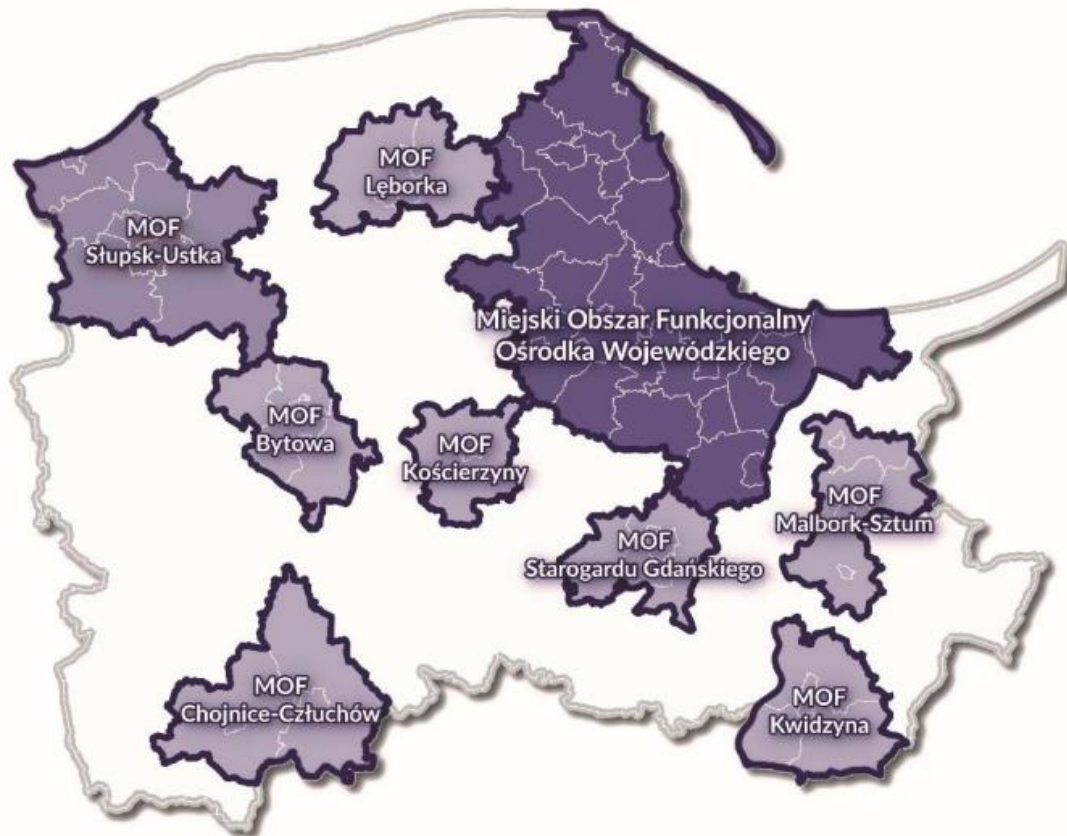 MOF
Lęborka
MOF
Słupsk-Ustka
Miejski Obszar Funkcjonalny
Ośrodka Wojewódzkiego
MOF
Bytowa
MOF
Kościerzyny
MOF
Malbork-Sztum
MOF
Starogardu Gdańskiego
MOF
Chojnice-Człuchów
MOF
Kwidzyna